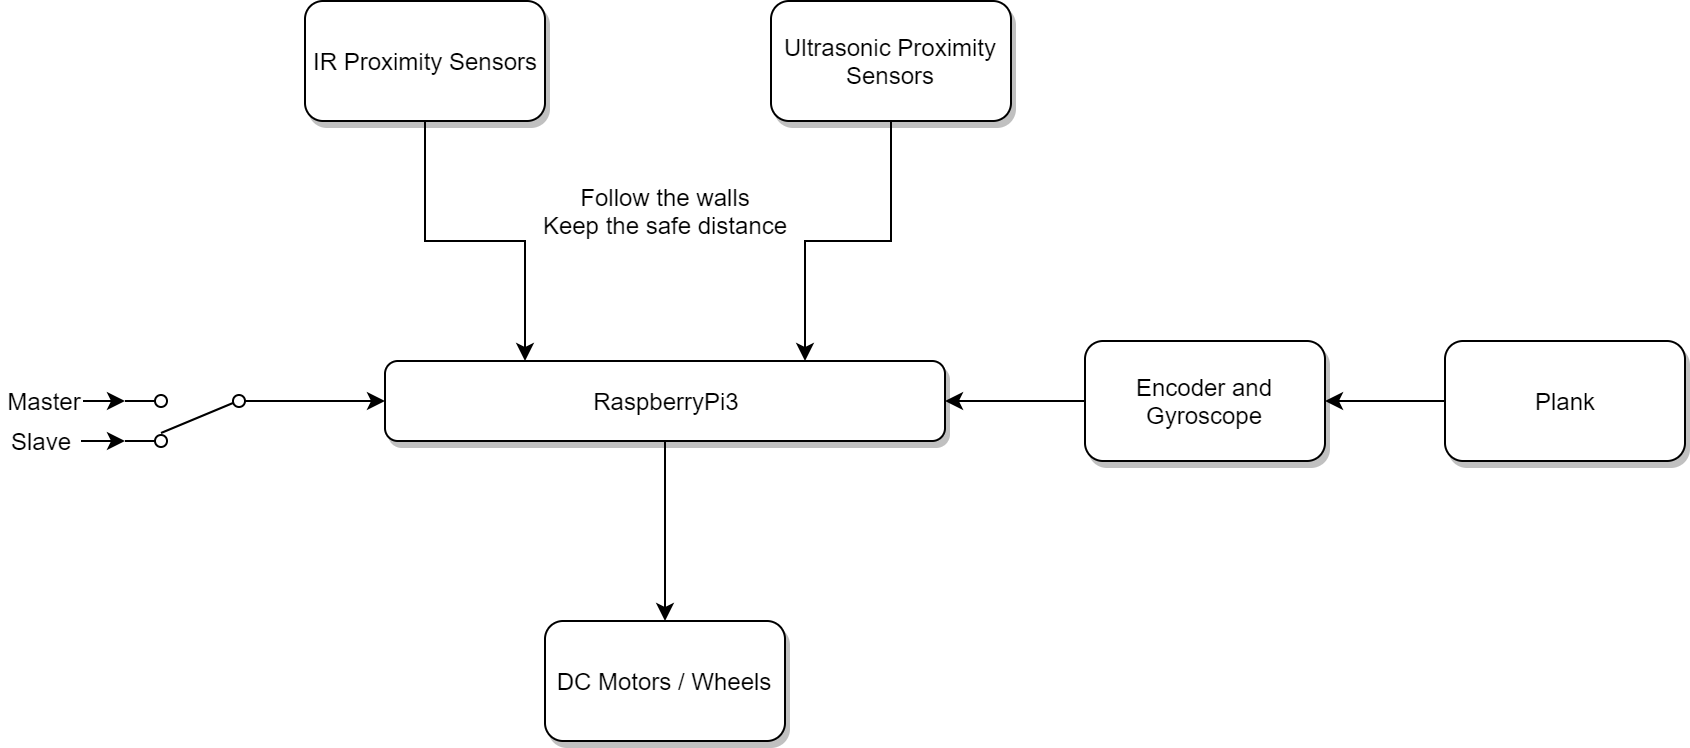 IR Proximity Sensors
Ultrasonic Proximity
Sensors
Follow the walls
Keep the safe distance
Master
Slave
RaspberryPi3
Encoder and
Gyroscope
Plank
DC Motors / Wheels